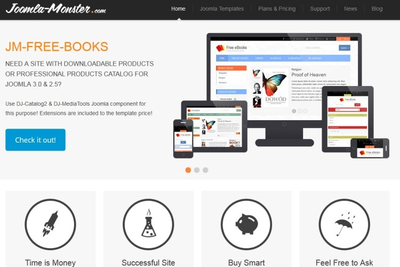 Joomla-Monster.com
Home Joomla Templates Plans & Pricing Support News Blog
JM-FREE-BOOKS
NEED A SITE WITH DOWNLOADABLE PRODUCTS
OR PROFESSIONAL PRODUCTS CATALOG FOR
JOOMLA 3.0 & 2.5?
Use DJ-Catalog2 & DJ-MediaTools Joomla component for
this purpose! Extensions are included to the template price!
Check it out!
Free eBooks
Proof of Heaven
Time is Money
Successful Site
Buy Smart
Feel Free to Ask